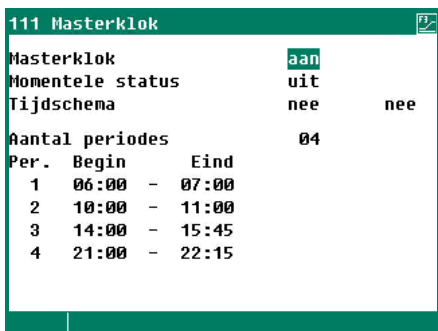 111 Masterklok F3
Masterklok aan
Momentele status uit
Tijdschema nee nee
Aantal periodes 04
Per. Begin Eind
1 06:00 - 07:00
2 10:00 - 11:00
3 14:00 - 15:45
4 21:00 - 22:15